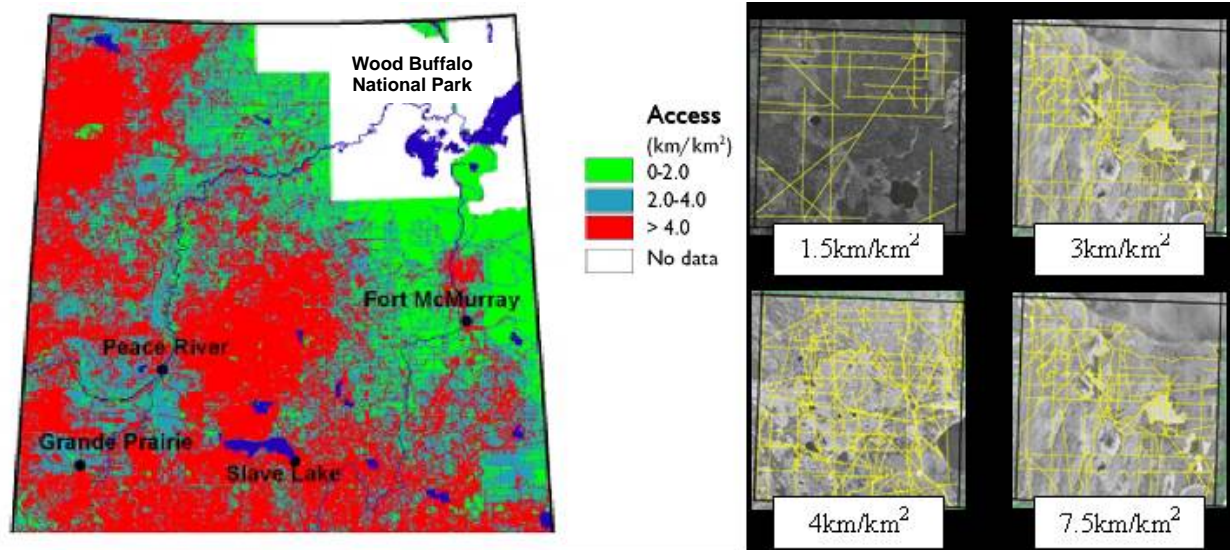 Wood Buffalo
National Park
Fort McMurray
Peace River
Grande Prairie
Slave Lake
Access
(km/km²)
0-2.0
2.0-4.0
> 4.0
No data
1.5km/km²
3km/km²
4km/km²
7.5km/km²